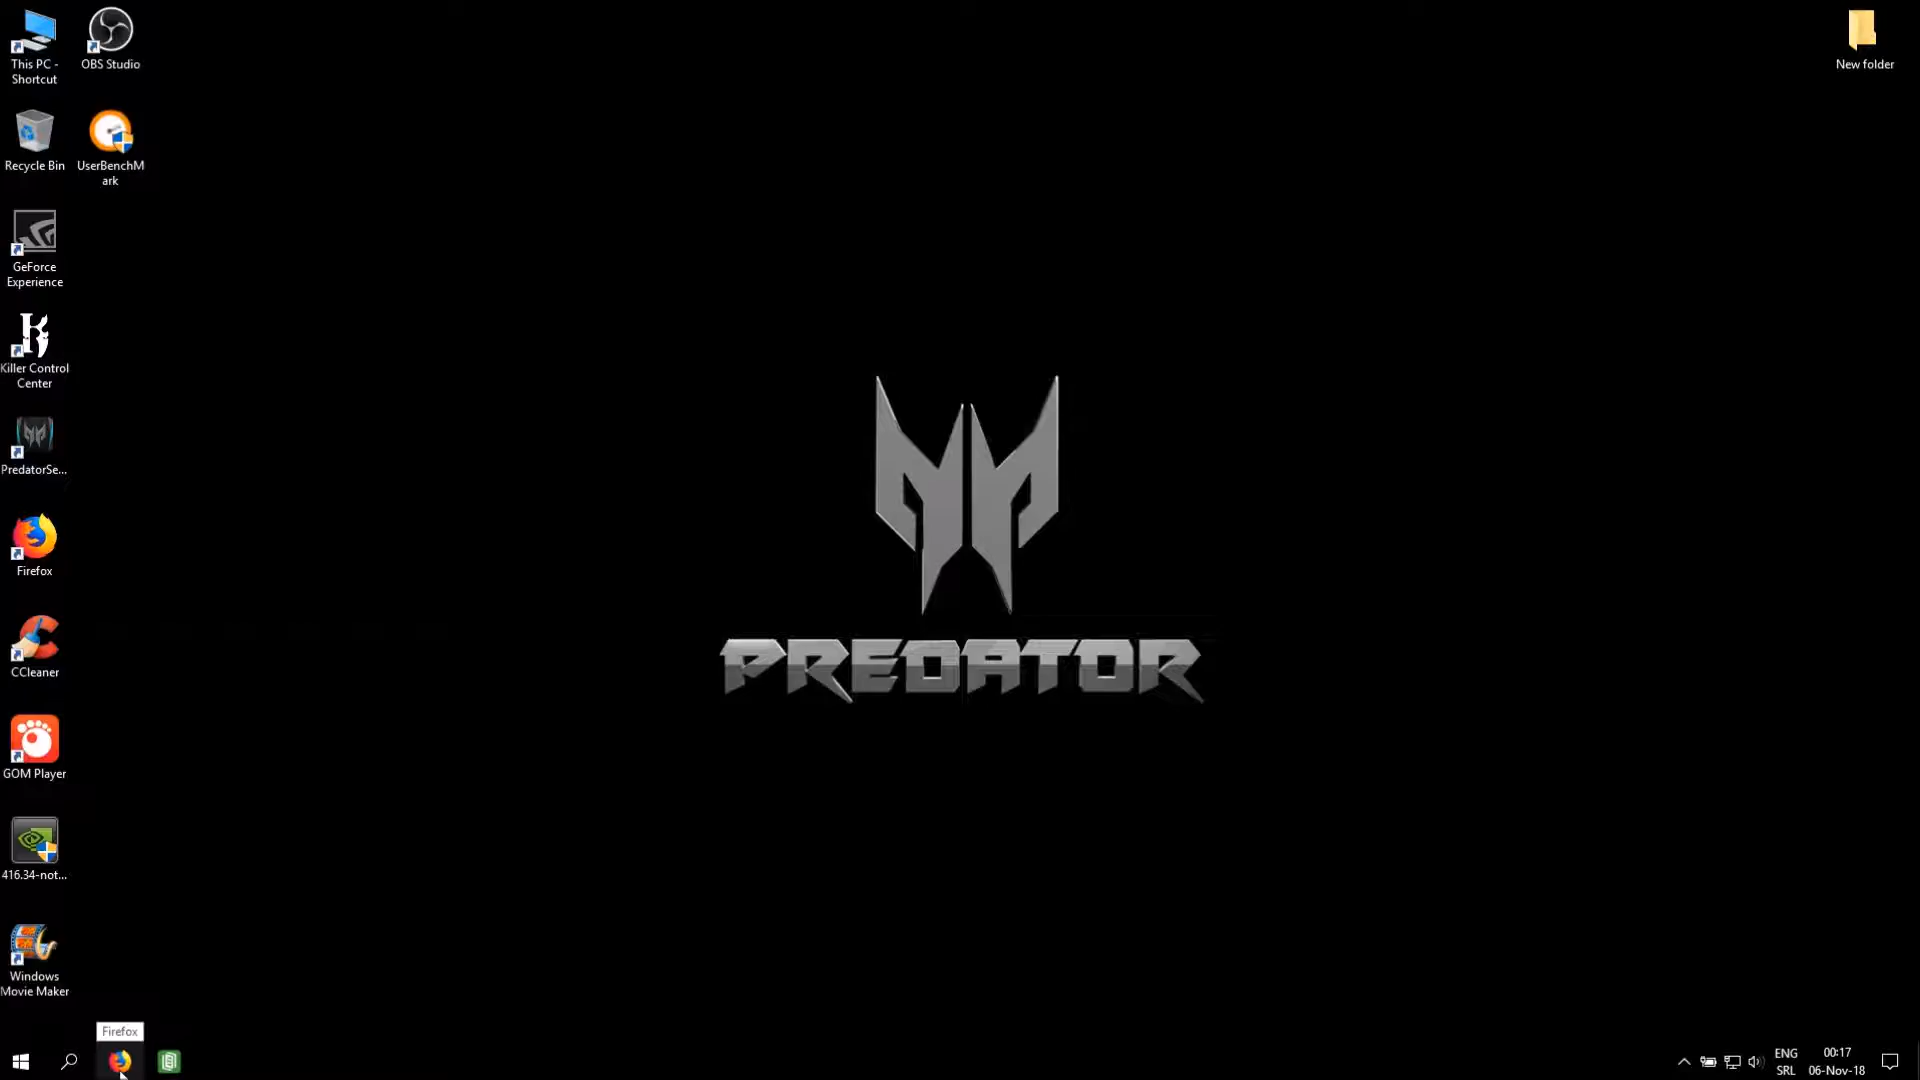 This PC -
Shortcut
OBS Studio
New folder
Recycle Bin
UserBenchM
ark
GeForce
Experience
Killer Control
Center
PredatorSe...
Firefox
CCleaner
GOM Player
416.34-not...
Windows
Movie Maker
PREDATOR
Firefox
ENG
SRL
00:17
06-Nov-18